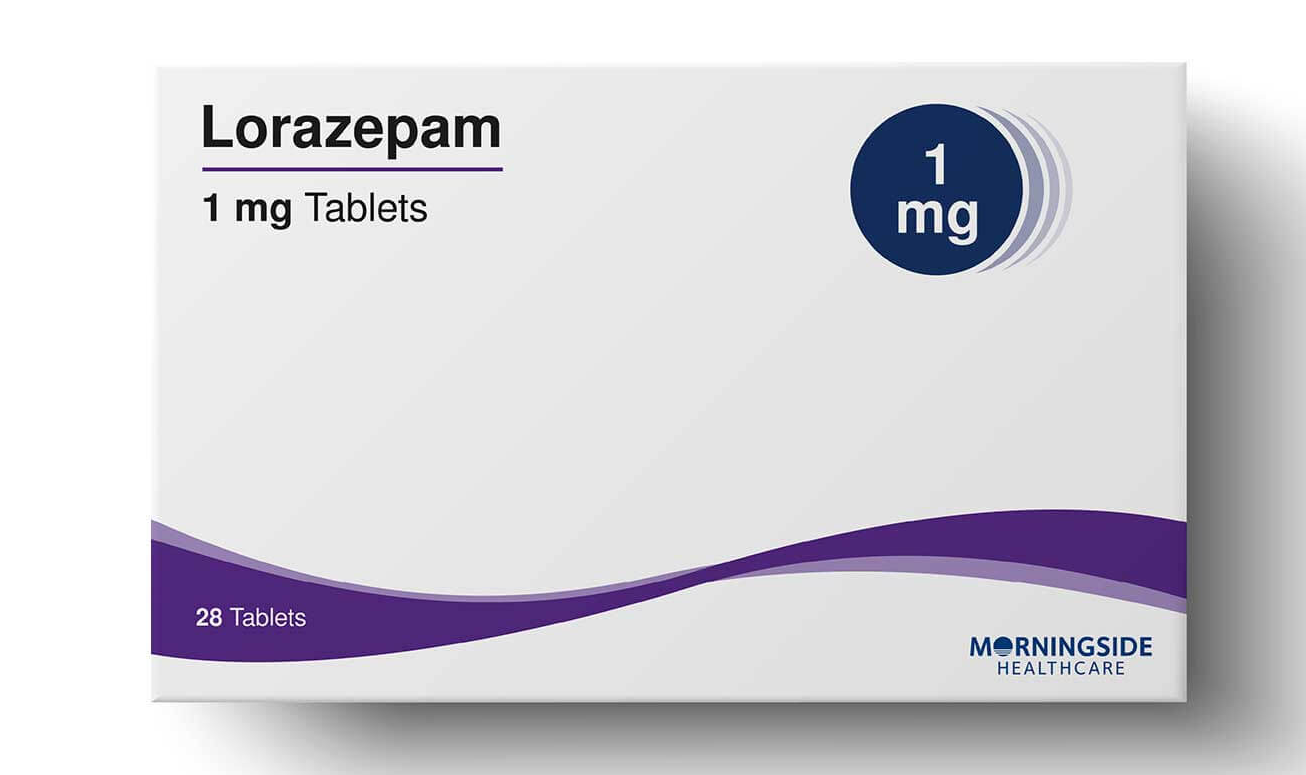 Lorazepam
1 mg Tablets
1
mg
28 Tablets
MORNINGSIDE
HEALTHCARE